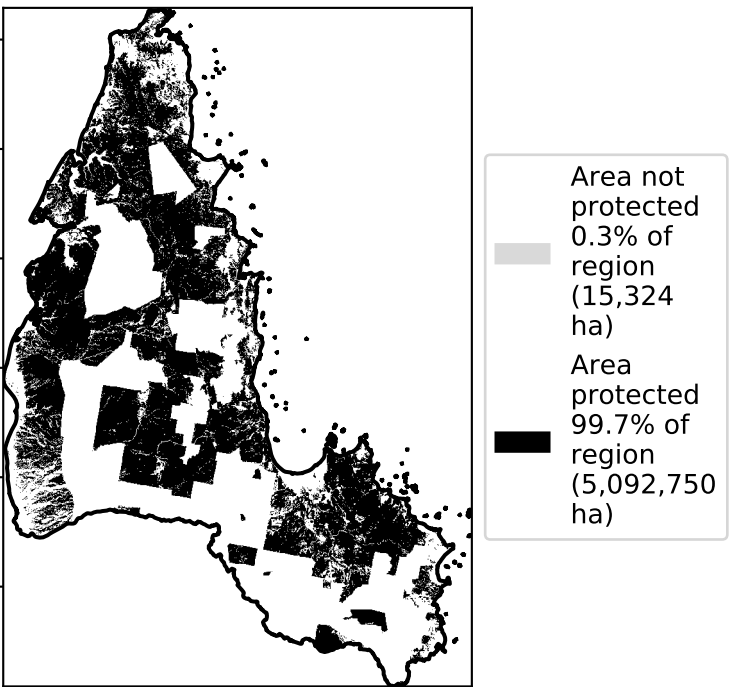 Area not
protected
0.3% of
region
(15,324
ha)
Area
protected
99.7% of
region
(5,092,750
ha)